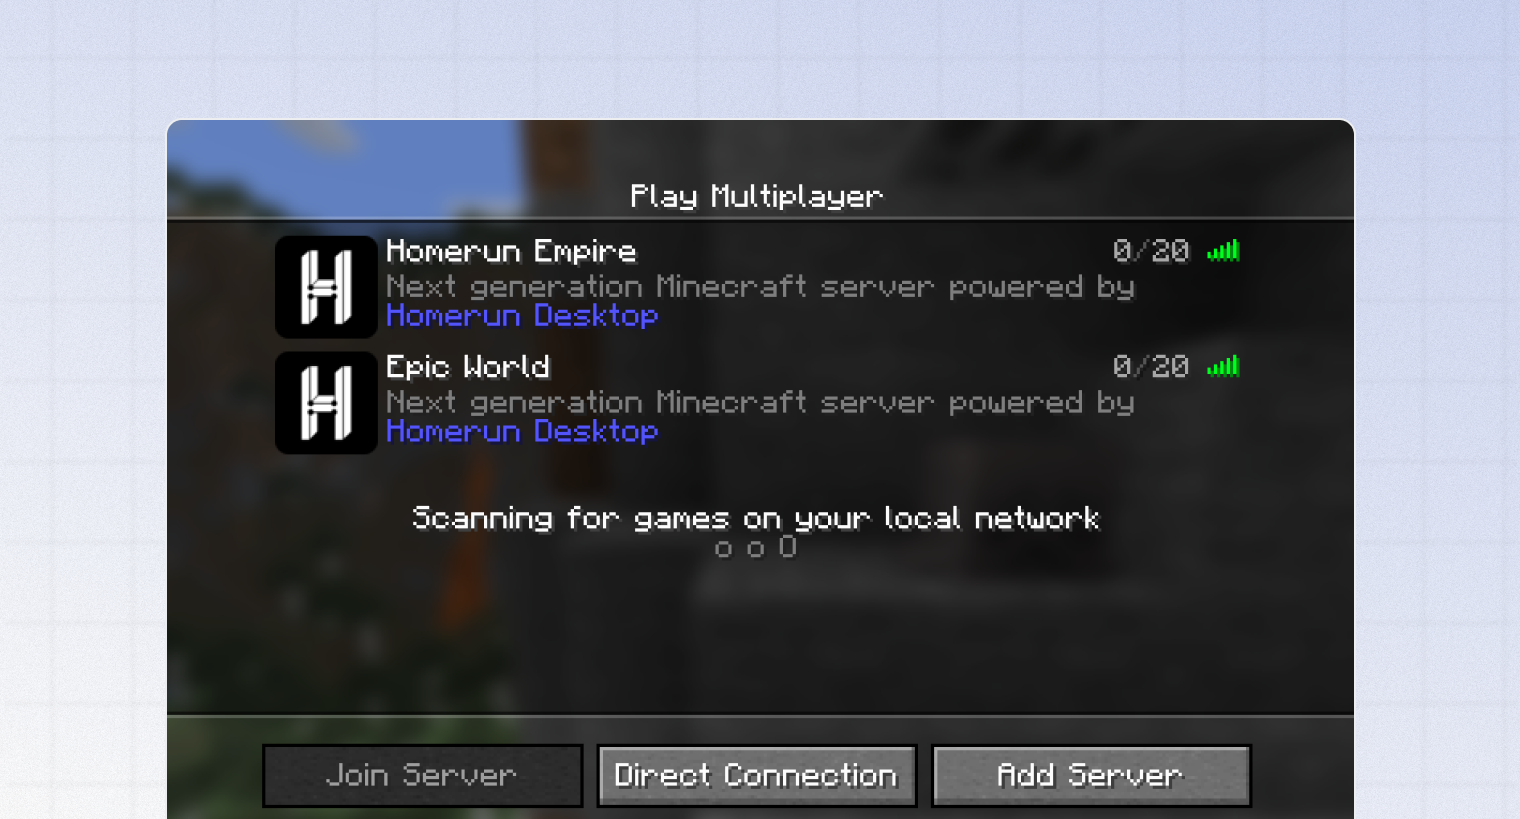 Play Multiplayer
Homerun Empire 0/20
Next generation Minecraft server powered by
Homerun Desktop
Epic World 0/20
Next generation Minecraft server powered by
Homerun Desktop
Scanning for games on your local network
o o O
Join Server Direct Connection Add Server